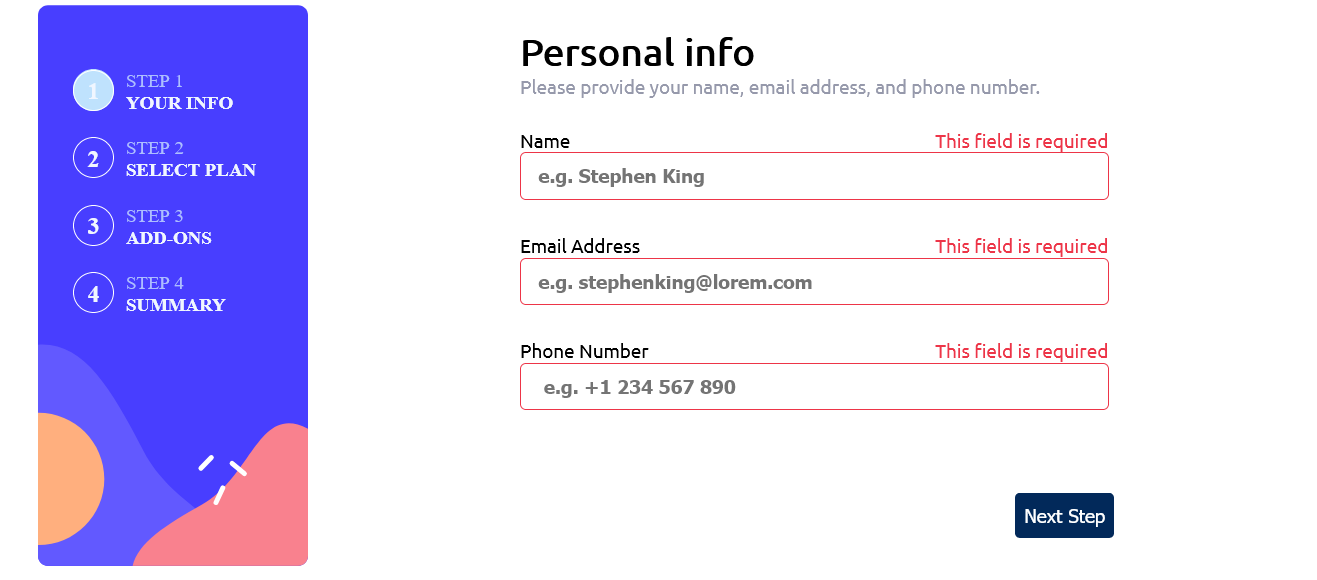 1
STEP 1
YOUR INFO
2
STEP 2
SELECT PLAN
3
STEP 3
ADD-ONS
4
STEP 4
SUMMARY
Personal info
Please provide your name, email address, and phone number.
Name This field is required
e.g. Stephen King
Email Address This field is required
e.g. stephenking@lorem.com
Phone Number This field is required
e.g. +1 234 567 890
Next Step